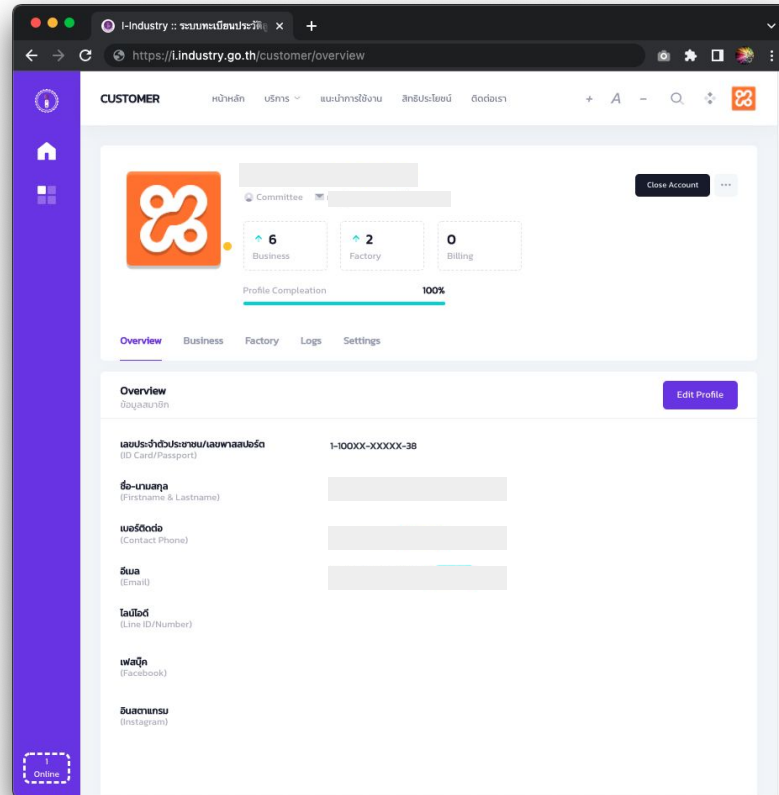 I-Industry :: ระบบทะเบียนประวัติ
https://i.industry.go.th/customer/overview
CUSTOMER หน้าหลัก บริการ แนะนำการใช้งาน สิทธิประโยชน์ ติดต่อเรา + A -
Committee
Close Account
6 2 0
Business Factory Billing
Profile Compleation 100%
Overview Business Factory Logs Settings
Overview
ข้อมูลสมาชิก
Edit Profile
เลขประจำตัวประชาชน/เลขพาสสปอร์ต 1-100XX-XXXXX-38
(ID Card/Passport)
ชื่อ-นามสกุล
(Firstname & Lastname)
เบอร์ติดต่อ
(Contact Phone)
อีเมล
(Email)
ไลน์ไอดี
(Line ID/Number)
เฟสบุ๊ค
(Facebook)
อินสตาแกรม
(Instagram)
1
Online